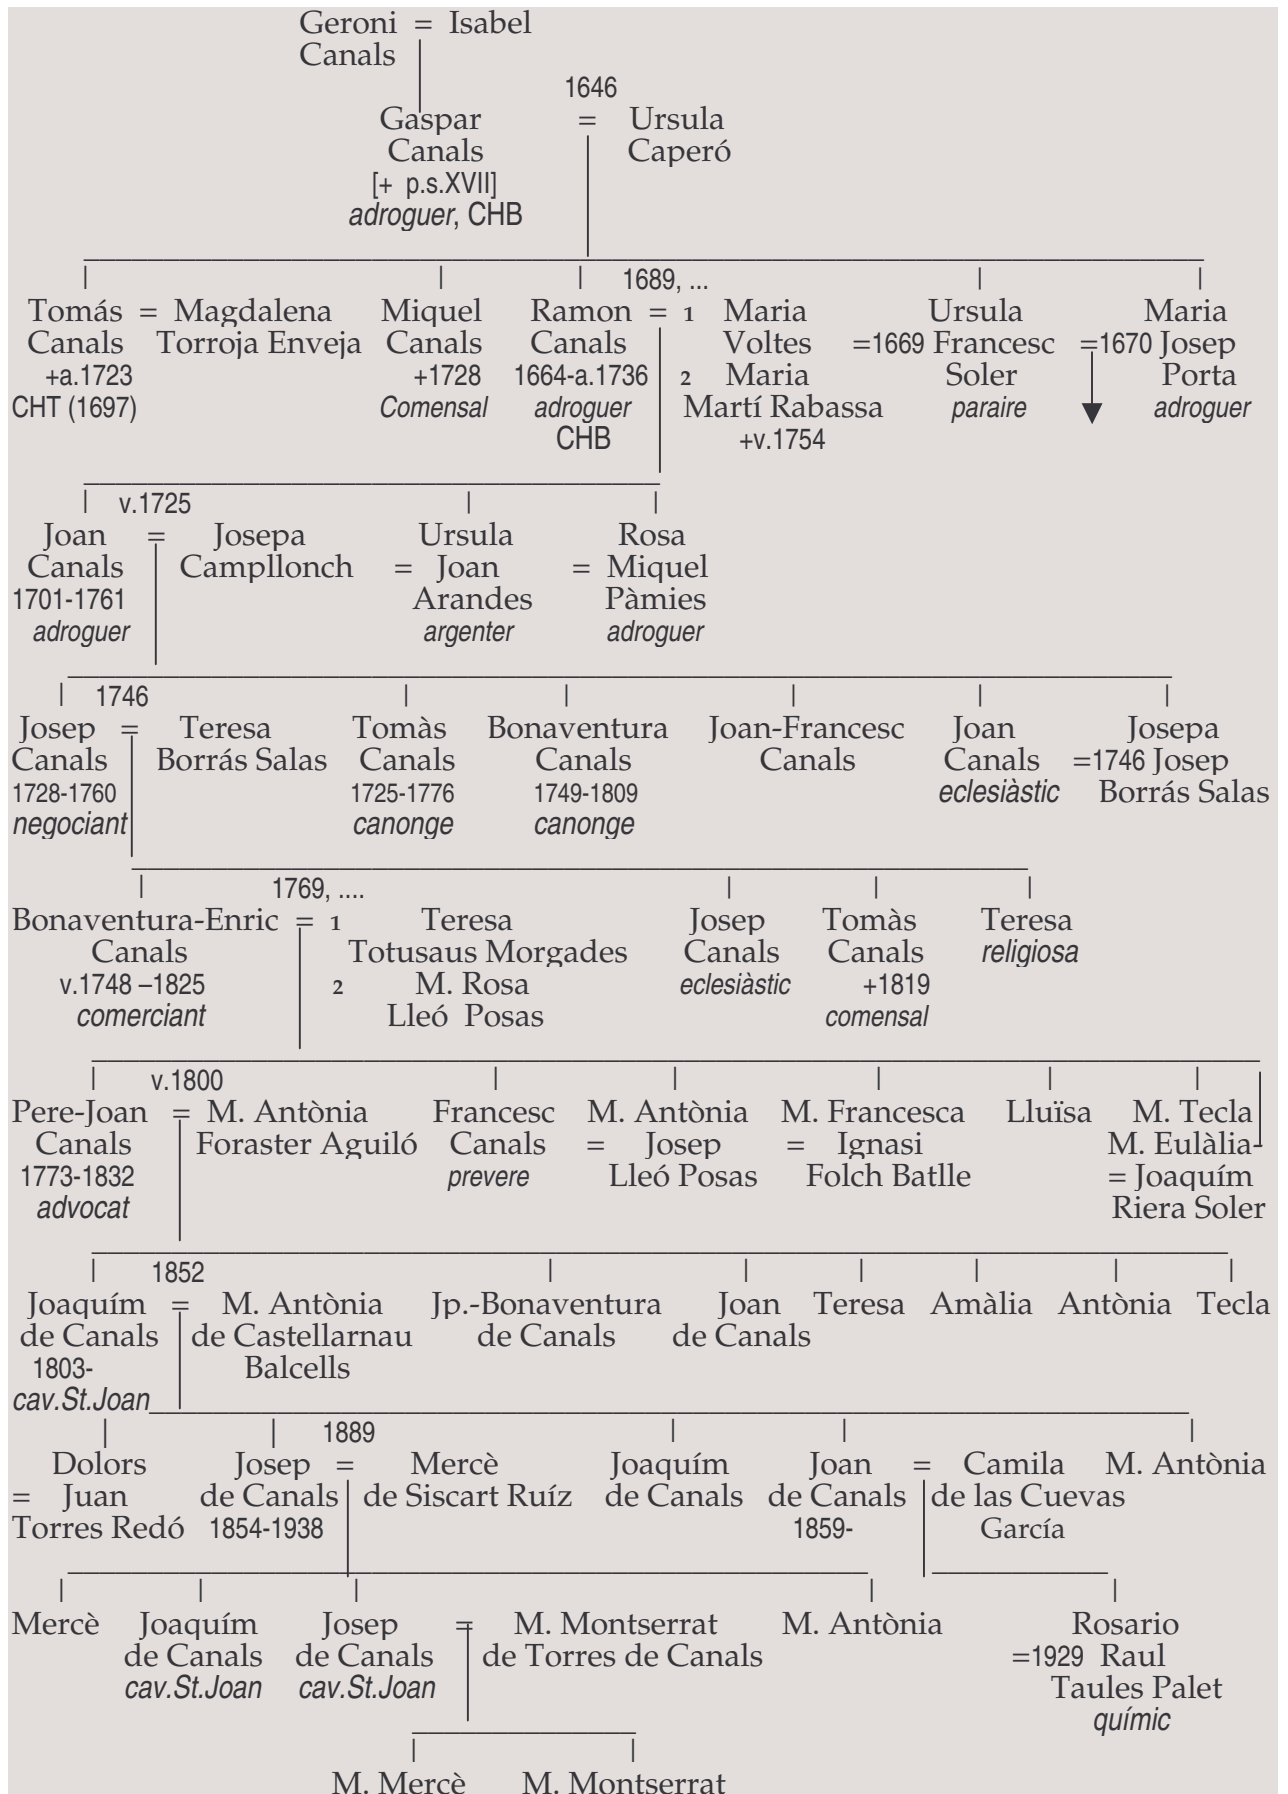 Geroni = Isabel
Canals
1646
Gaspar = Ursula
Canals Caperó
[+ p.s.XVII]
adroguer, CHB
1689, ...
Tomás = Magdalena Miquel Ramon = 1 Maria Ursula Maria
Canals Torroja Enveja Canals Canals Voltes =1669 Francesc =1670 Josep
+a.1723 +1728 1664-a.1736 2 Maria Soler Porta
CHT (1697) Comensal adroguer Martí Rabassa paraire adroguer
CHB +v.1754
v.1725
Joan = Josepa Ursula Rosa
Canals Campllonch = Joan = Miquel
1701-1761 Arandes Pàmies
adroguer argenter adroguer
1746
Josep = Teresa Tomàs Bonaventura Joan-Francesc Joan Josepa
Canals Borrás Salas Canals Canals Canals Canals =1746 Josep
1728-1760 1725-1776 1749-1809 eclesiàstic Borrás Salas
negociant canonge canonge
1769, ....
Bonaventura-Enric = 1 Teresa Josep Tomàs Teresa
Canals Totusaus Morgades Canals Canals religiosa
v.1748 –1825 2 M. Rosa eclesiàstic +1819
comerciant Lleó Posas comensal
v.1800
Pere-Joan = M. Antònia Francesc M. Antònia M. Francesca Lluïsa M. Tecla
Canals Foraster Aguiló Canals = Josep = Ignasi M. Eulàlia-
1773-1832 prevere Lleó Posas Folch Batlle = Joaquím
advocat Riera Soler
1852
Joaquím = M. Antònia Jp.-Bonaventura Joan Teresa Amàlia Antònia Tecla
de Canals de Castellarnau de Canals de Canals
1803- Balcells
cav.St.Joan
1889
Dolors Josep = Mercè Joaquím Joan = Camila M. Antònia
= Juan de Canals de Siscart Ruíz de Canals de Canals de las Cuevas
Torres Redó 1854-1938 1859- García
Mercè Joaquím Josep = M. Montserrat M. Antònia Rosario
de Canals de Canals de Torres de Canals =1929 Raul
cav.St.Joan cav.St.Joan Taules Palet
químic
M. Mercè M. Montserrat